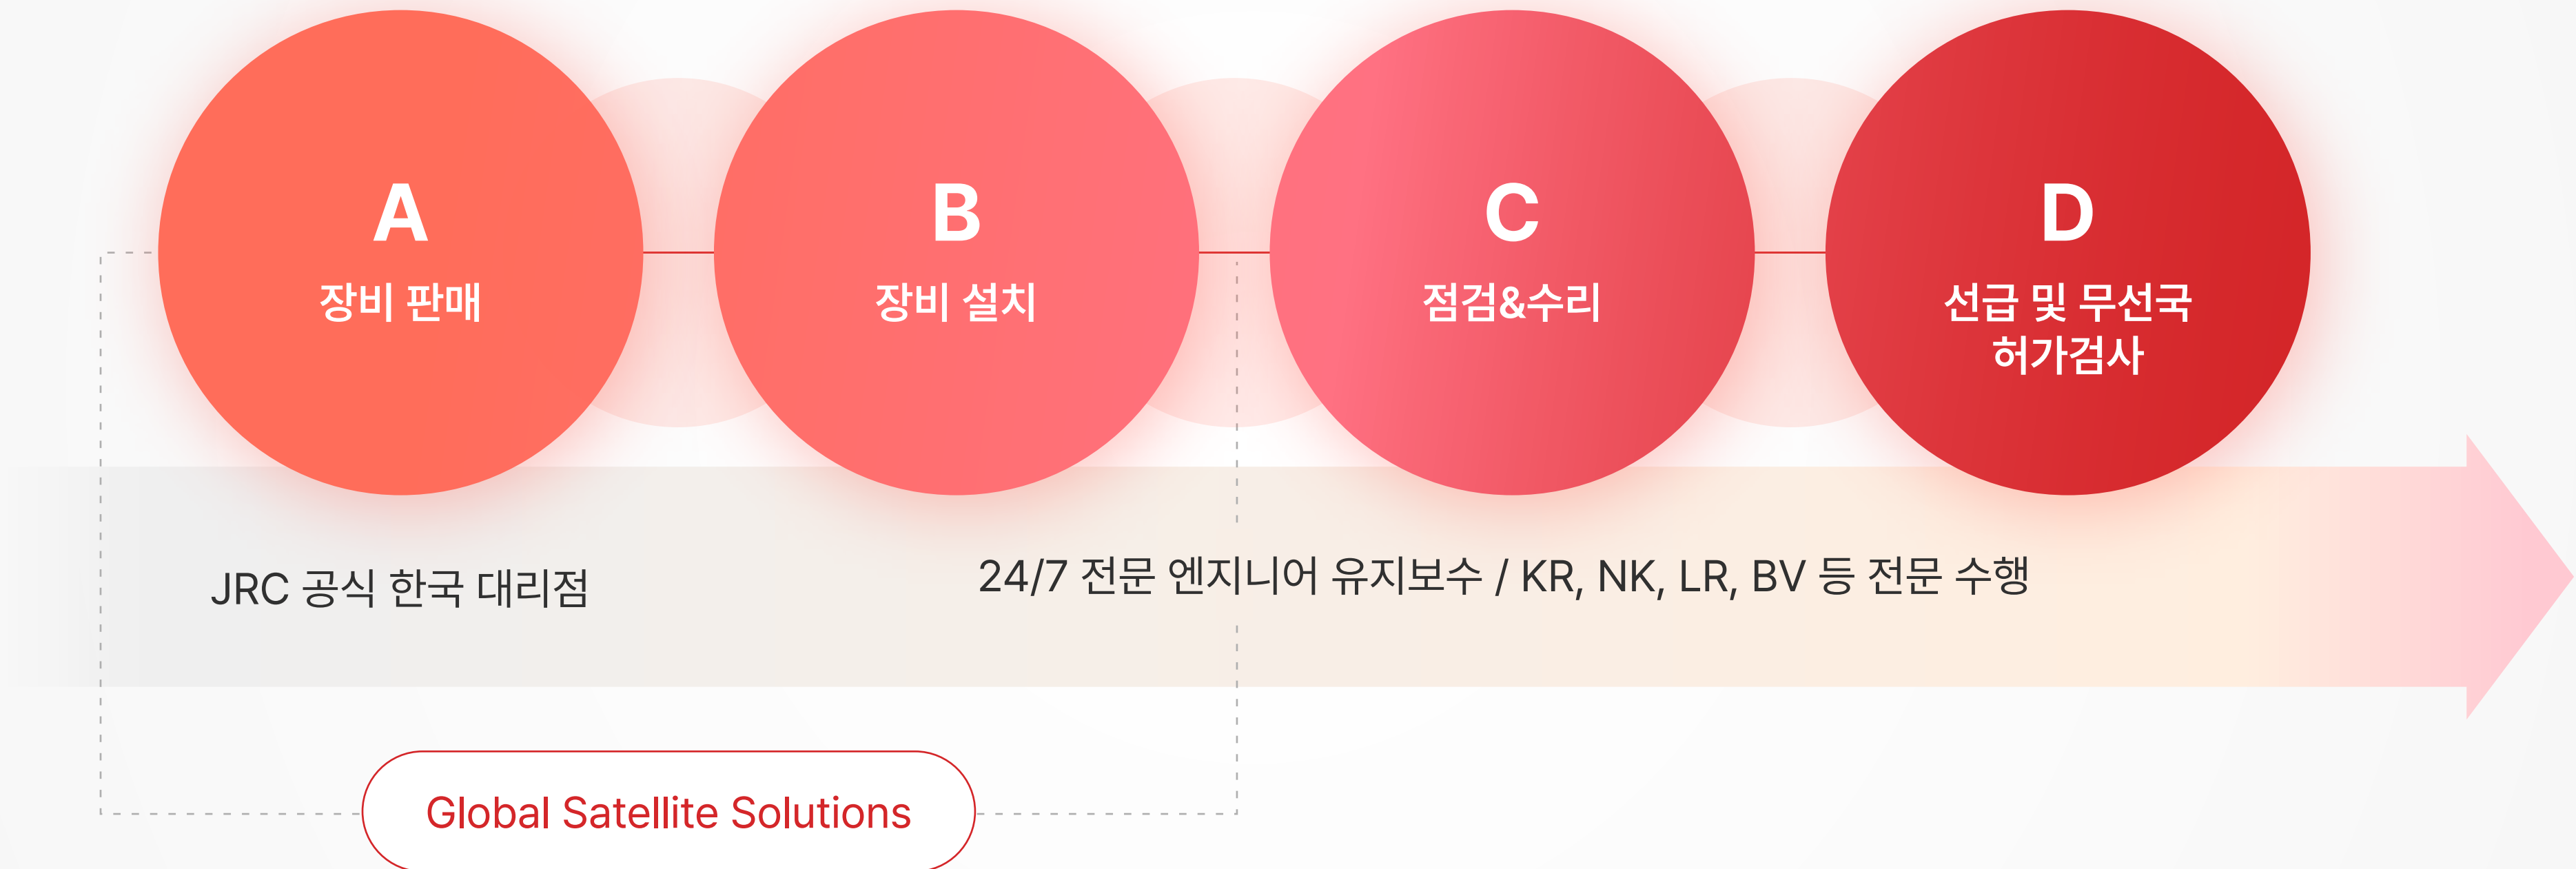 A
장비 판매
B
장비 설치
C
점검&수리
D
선급 및 무선국
허가검사
JRC 공식 한국 대리점
24/7 전문 엔지니어 유지보수 / KR, NK, LR, BV 등 전문 수행
Global Satellite Solutions